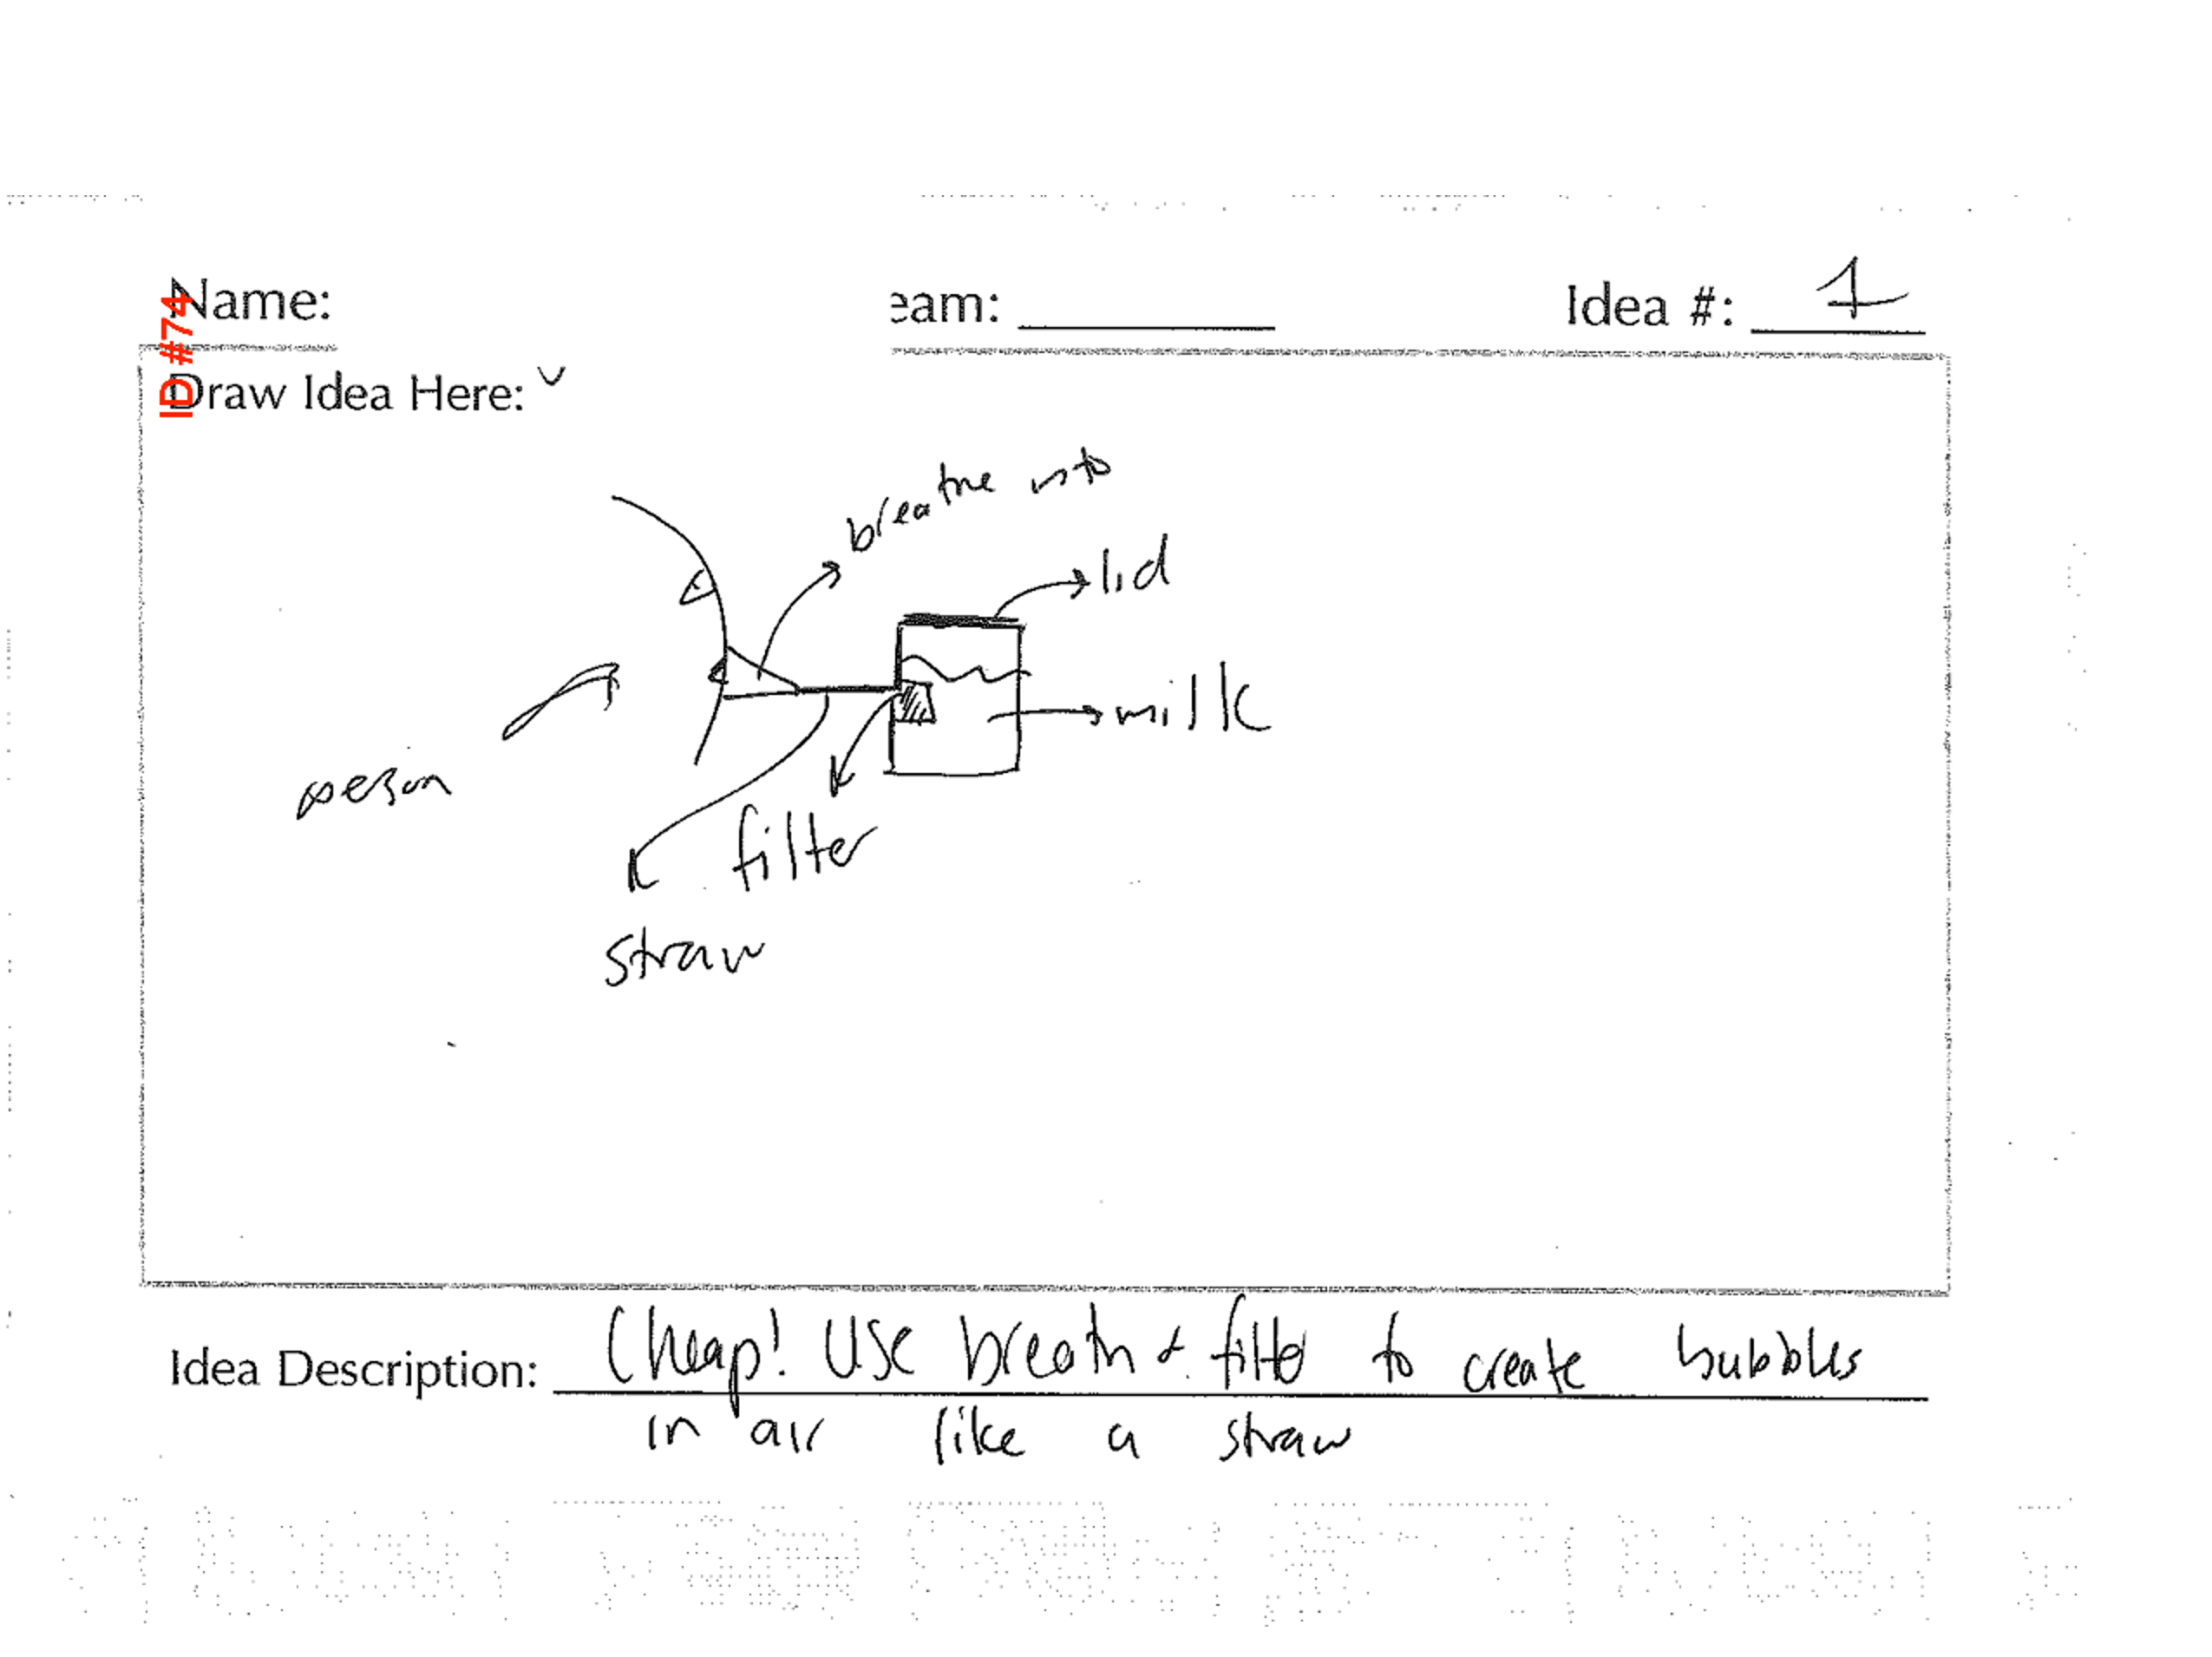 Name:
eam:
Idea #: 1
ID #74
Draw Idea Here:
breathe into
lid
milk
person
filter
straw
Idea Description: Cheap! Use breath & filter to create bubbles
in air like a straw